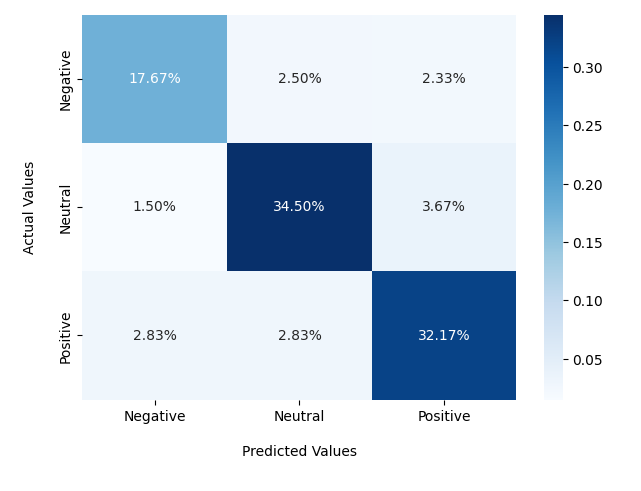 Actual Values
Negative
17.67% 2.50% 2.33%
Neutral
1.50% 34.50% 3.67%
Positive
2.83% 2.83% 32.17%
Negative Neutral Positive
Predicted Values
0.30
0.25
0.20
0.15
0.10
0.05